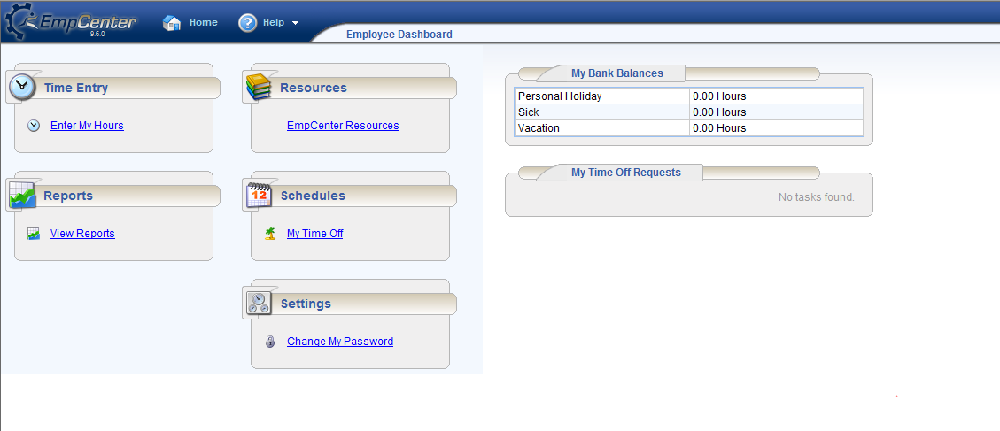 EmpCenter
9.6.0
Home
Help
Employee Dashboard
Time Entry
Enter My Hours
Resources
EmpCenter Resources
Reports
View Reports
12
Schedules
My Time Off
Settings
Change My Password
My Bank Balances
Personal Holiday 0.00 Hours
Sick 0.00 Hours
Vacation 0.00 Hours
My Time Off Requests
No tasks found.